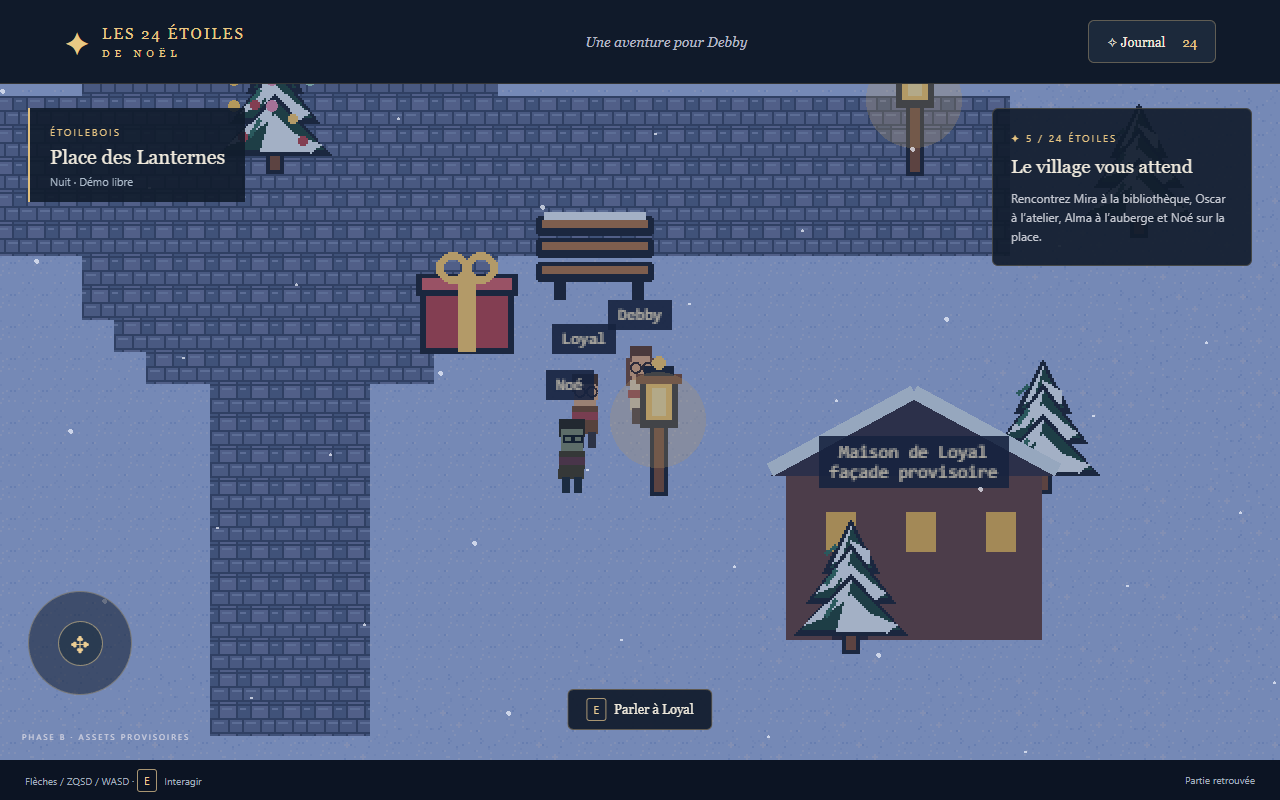 LES 24 ÉTOILES
DE NOËL
Une aventure pour Debby
✧ Journal 24
ÉTOILEBOIS
Place des Lanternes
Nuit · Démo libre
✦ 5 / 24 ÉTOILES
Le village vous attend
Rencontrez Mira à la bibliothèque, Oscar
à l'atelier, Alma à l'auberge et Noé sur la
place.
Debby
Loyal
Noé
Maison de Loyal
façade provisoire
E Parler à Loyal
PHASE B · ASSETS PROVISOIRES
Flèches / ZQSD / WASD · E Interagir
Partie retrouvée